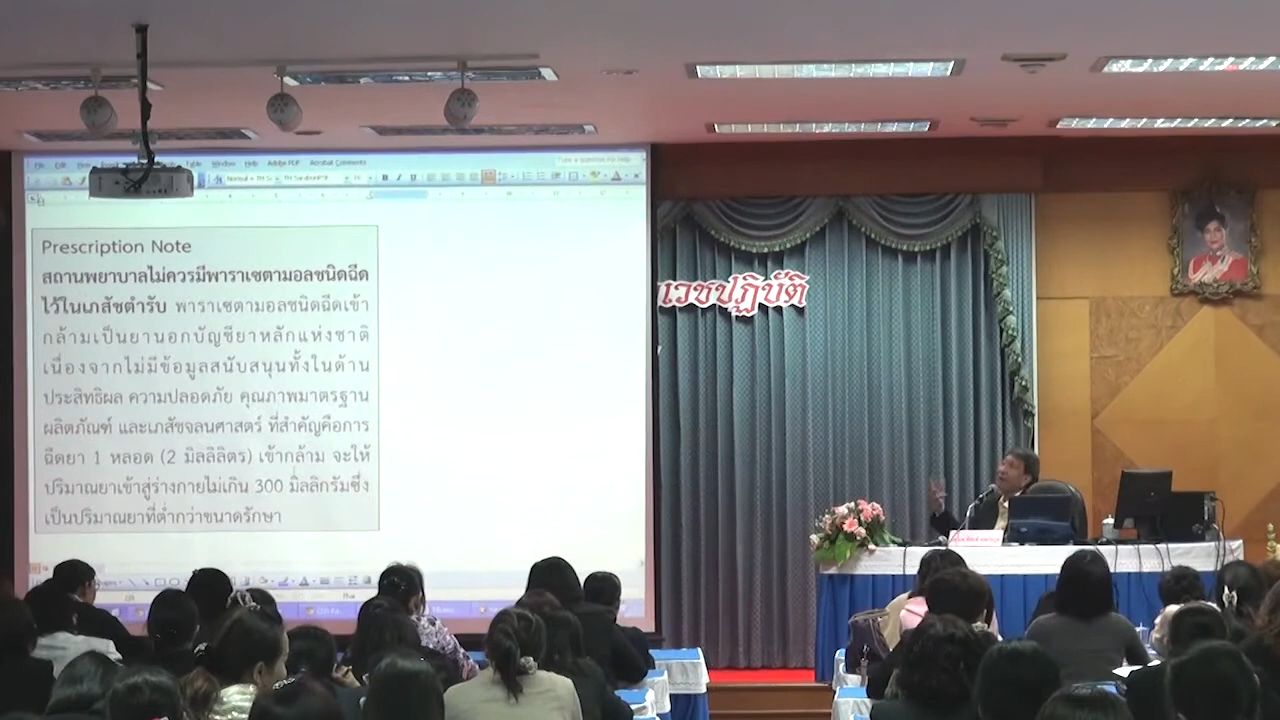 File Edit View Table Window Help Adobe PDF Acrobat Comments
Type a question for help
Prescription Note
สถานพยาบาลไม่ควรมีพาราเซตามอลชนิดฉีด
ไว้ในเภสัชตำรับ พาราเซตามอลชนิดฉีดเข้า
กล้ามเป็นยานอกบัญชียาหลักแห่งชาติ
เนื่องจากไม่มีข้อมูลสนับสนุนทั้งในด้าน
ประสิทธิผล ความปลอดภัย คุณภาพมาตรฐาน
ผลิตภัณฑ์ และเภสัชจลนศาสตร์ ที่สำคัญคือการ
ฉีดยา 1 หลอด (2 มิลลิลิตร) เข้ากล้าม จะให้
ปริมาณยาเข้าสู่ร่างกายไม่เกิน 300 มิลลิกรัมซึ่ง
เป็นปริมาณยาที่ต่ำกว่าขนาดรักษา
เวชปฏิบัติ